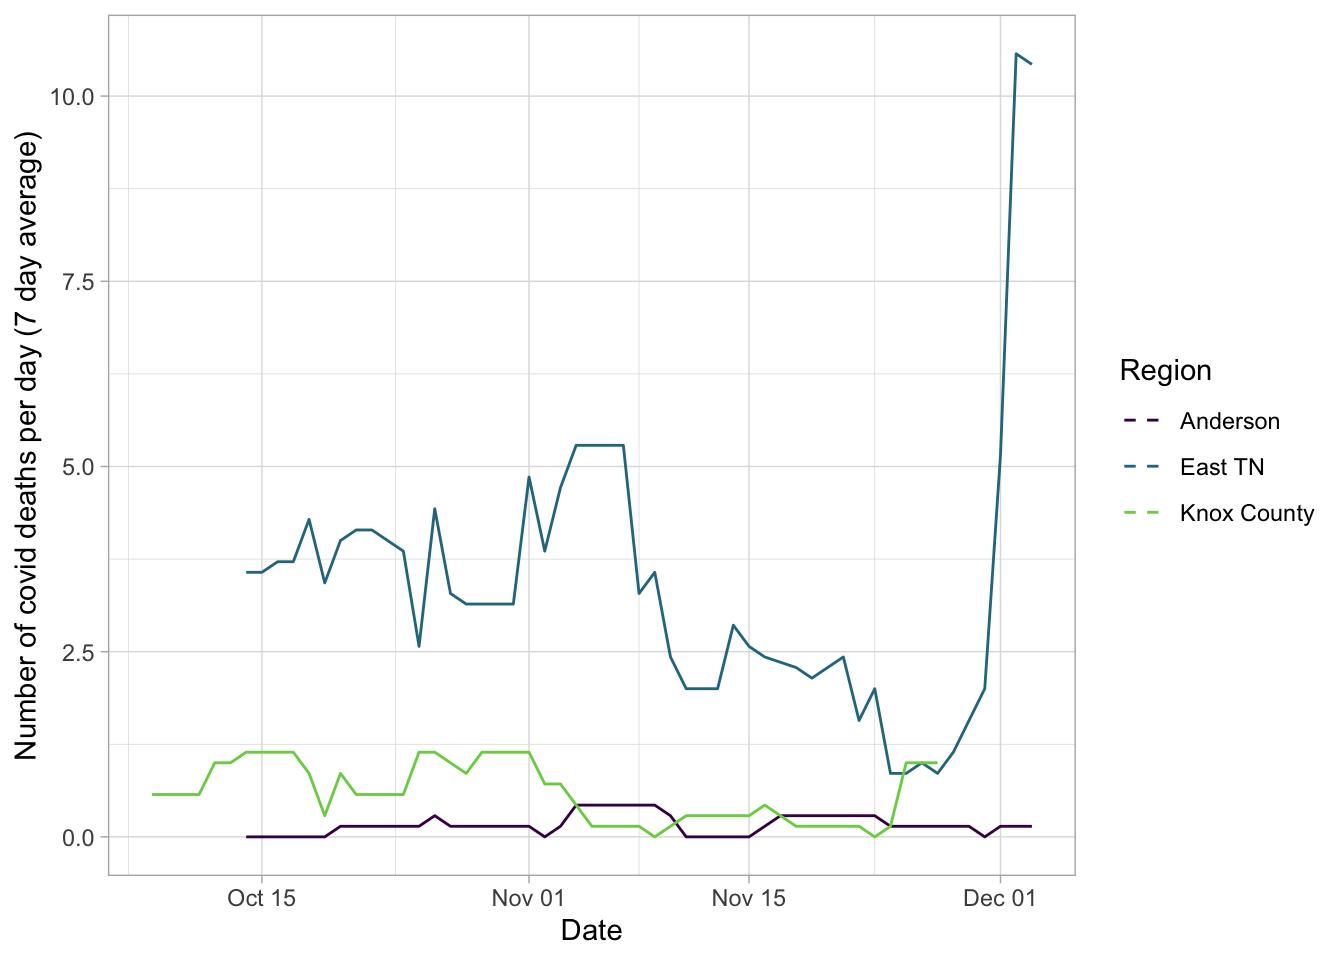 Number of covid deaths per day (7 day average)
10.0
7.5
5.0
2.5
0.0
Oct 15
Nov 01
Nov 15
Dec 01
Date
Region
Anderson
East TN
Knox County